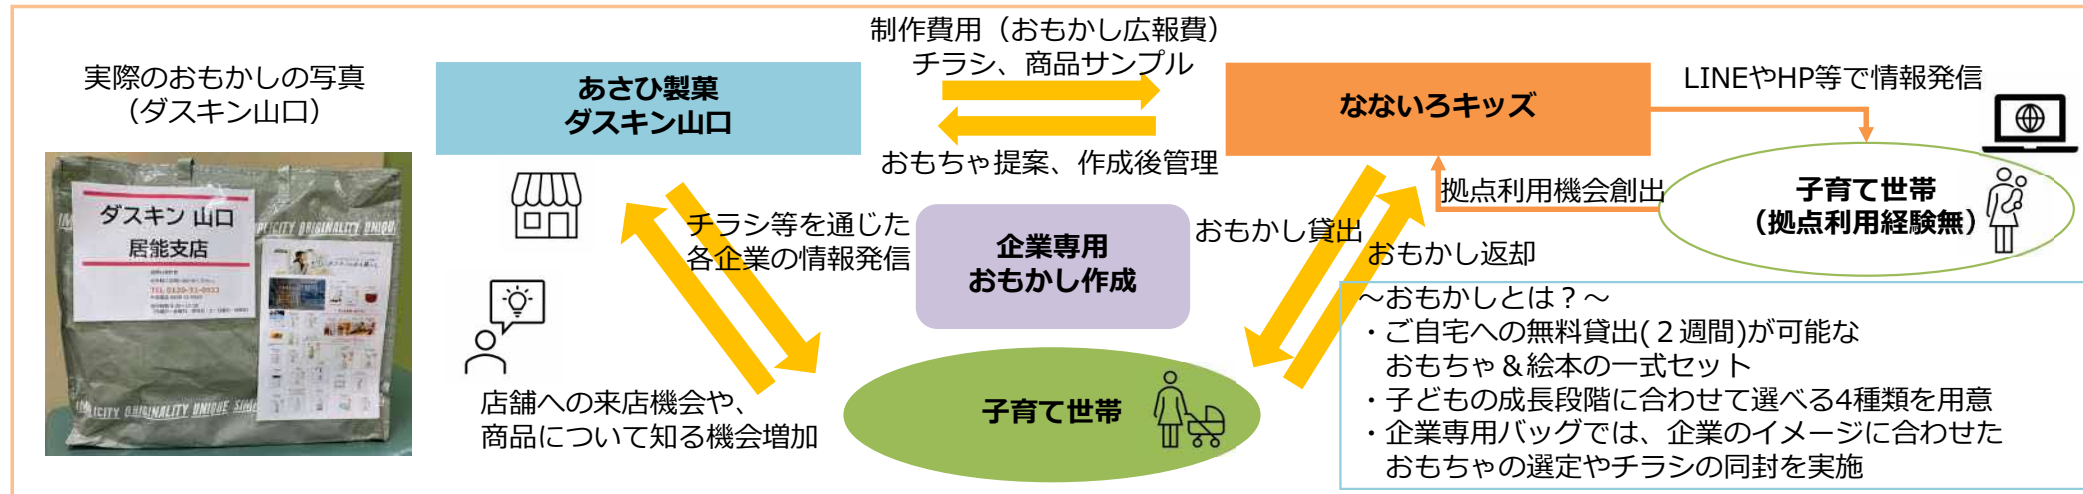 実際のおもかしの写真
（ダスキン山口）
ダスキン 山口
居能支店
あさひ製菓
ダスキン山口
制作費用（おもかし広報費）
チラシ、商品サンプル
おもちゃ提案、作成後管理
なないろキッズ
LINEやHP等で情報発信
拠点利用機会創出
子育て世帯
（拠点利用経験無）
チラシ等を通じた
各企業の情報発信
企業専用
おもかし作成
おもかし貸出
おもかし返却
店舗への来店機会や、
商品について知る機会増加
子育て世帯
～おもかしとは？～
・ご自宅への無料貸出(２週間)が可能な
おもちゃ＆絵本の一式セット
・子どもの成長段階に合わせて選べる4種類を用意
・企業専用バッグでは、企業のイメージに合わせた
おもちゃの選定やチラシの同封を実施